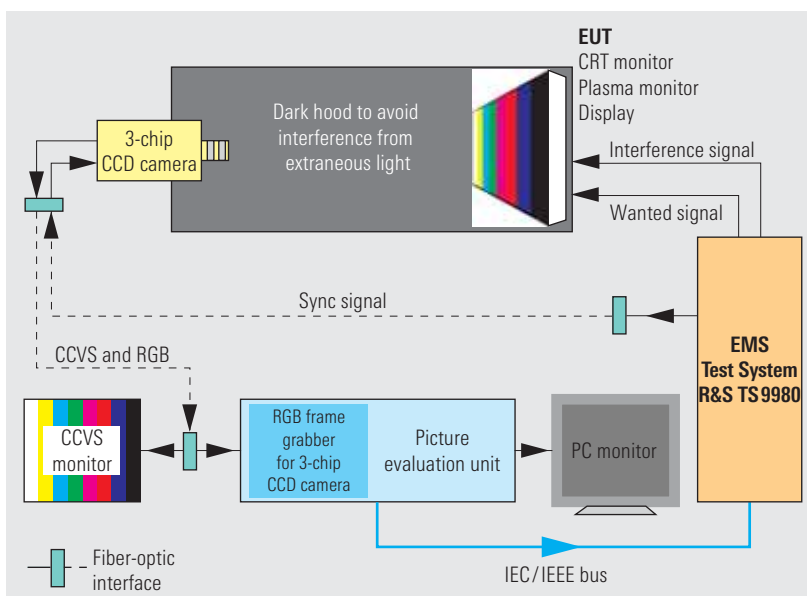 EUT
CRT monitor
Plasma monitor
Display
Dark hood to avoid
interference from
extraneous light
3-chip
CCD camera
Interference signal
Wanted signal
Sync signal
EMS
Test System
R&S TS 9980
CCVS and RGB
CCVS
monitor
RGB frame
grabber
for 3-chip
CCD camera
Picture
evaluation unit
PC monitor
Fiber-optic
interface
IEC/IEEE bus